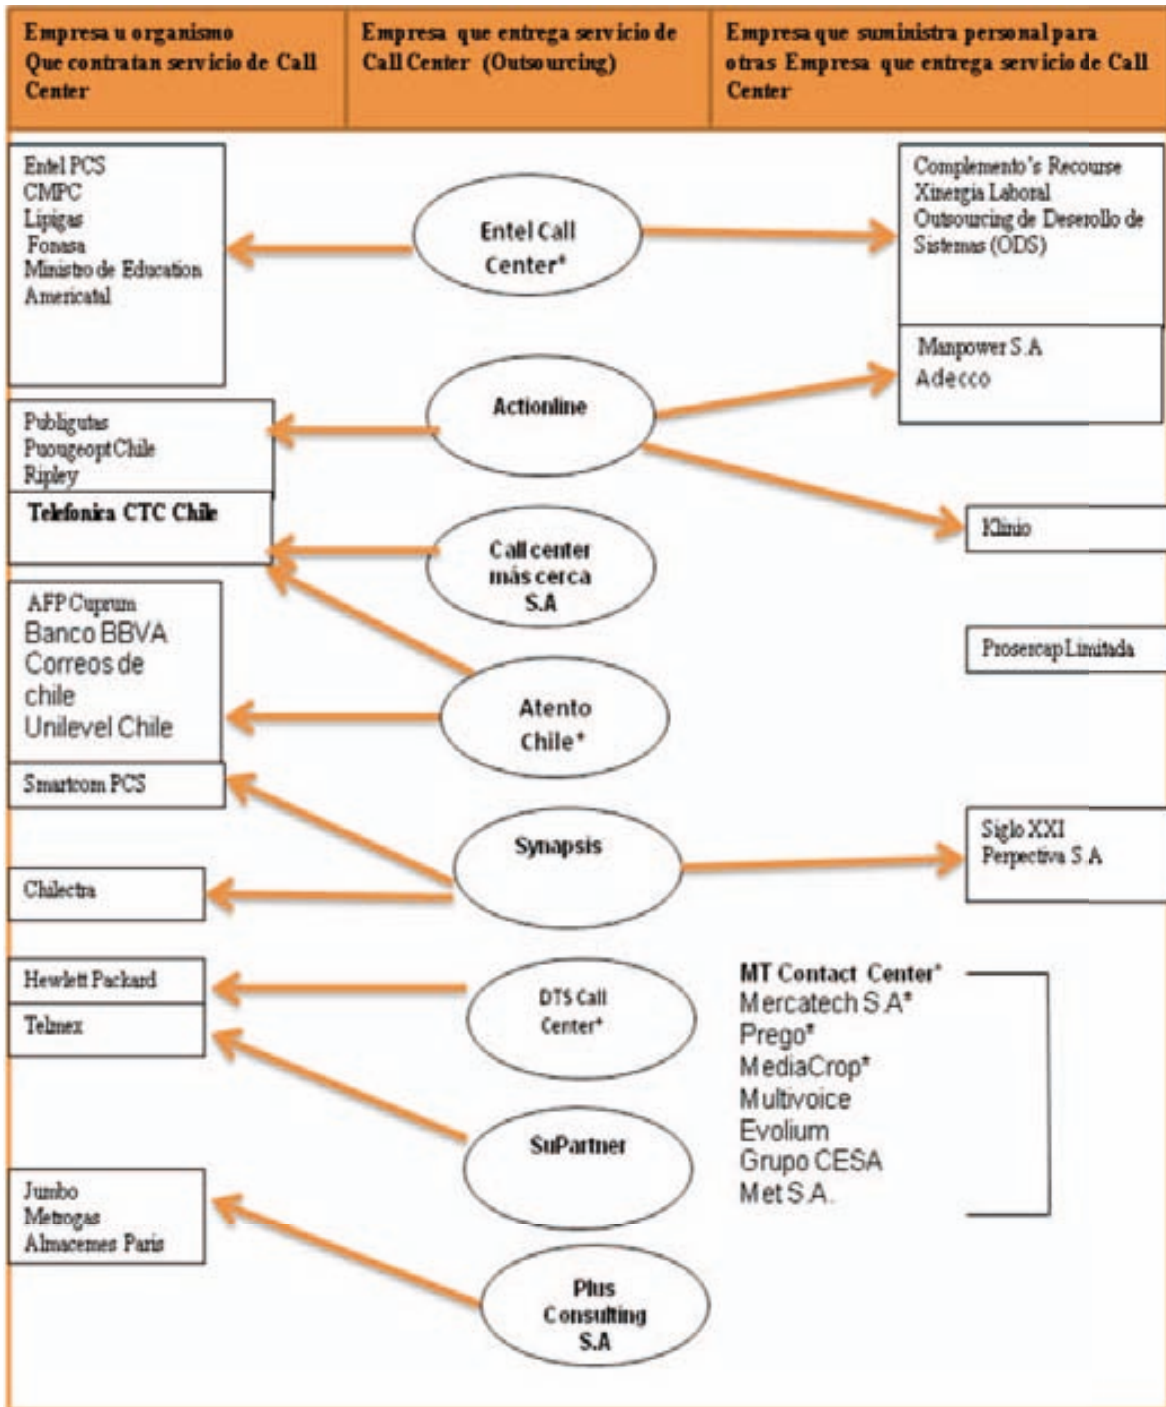 Empresa u organismo
Que contratan servicio de Call
Center
Empresa que entrega servicio de
Call Center (Outsourcing)
Empresa que suministra personal para
otras Empresa que entrega servicio de Call
Center
Entel PCS
CMPC
Lipigas
Fonasa
Ministro de Education
Americatal
Entel Call
Center*
Complemento's Recourse
Xinergia Laboral
Outsourcing de Deserollo de
Sistemas (ODS)
Manpower S.A
Adecco
Actionline
Publigutas
Puougeopt Chile
Ripley
Telefonica CTC Chile
Call center
más cerca
S.A
Klinio
AFP Cuprum
Banco BBVA
Correos de
chile
Unilevel Chile
Prosercap Limitada
Atento
Chile*
Smartcom PCS
Synapsis
Siglo XXI
Perpectiva S.A
Chilectra
Hewlett Packard
Telmex
DTS Call
Center*
MT Contact Center*
Mercatech S.A*
Prego*
MediaCrop*
Multivoice
Evolium
Grupo CESA
Met S.A.
SuPartner
Jumbo
Metrogas
Almacemes Paris
Plus
Consulting
S.A